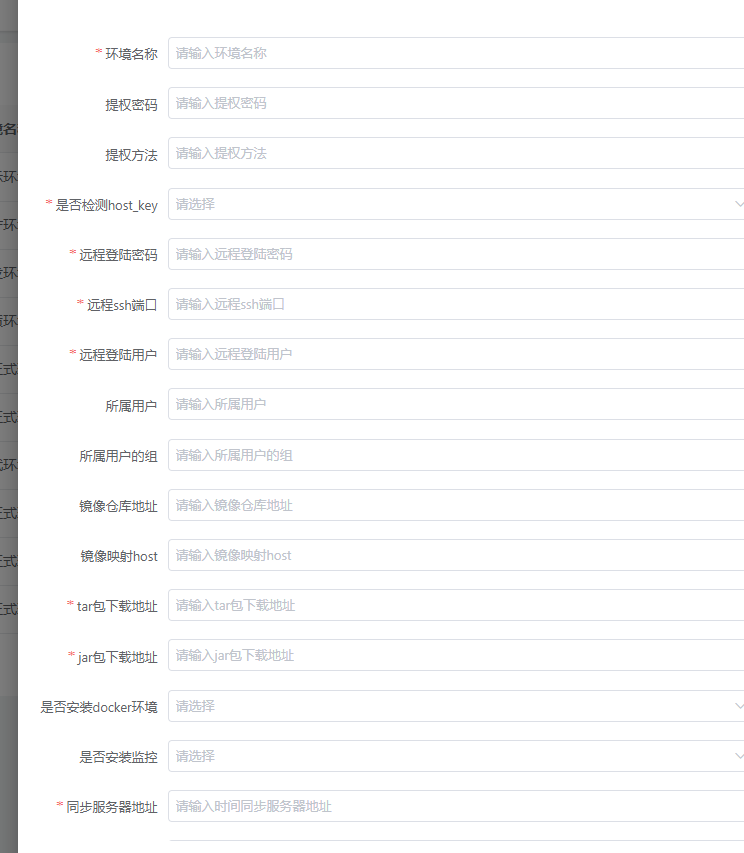 * 环境名称 请输入环境名称
提权密码 请输入提权密码
提权方法 请输入提权方法
* 是否检测host_key 请选择
* 远程登陆密码 请输入远程登陆密码
* 远程ssh端口 请输入远程ssh端口
* 远程登陆用户 请输入远程登陆用户
所属用户 请输入所属用户
所属用户的组 请输入所属用户的组
镜像仓库地址 请输入镜像仓库地址
镜像映射host 请输入镜像映射host
* tar包下载地址 请输入tar包下载地址
* jar包下载地址 请输入jar包下载地址
是否安装docker环境 请选择
是否安装监控 请选择
* 同步服务器地址 请输入时间同步服务器地址